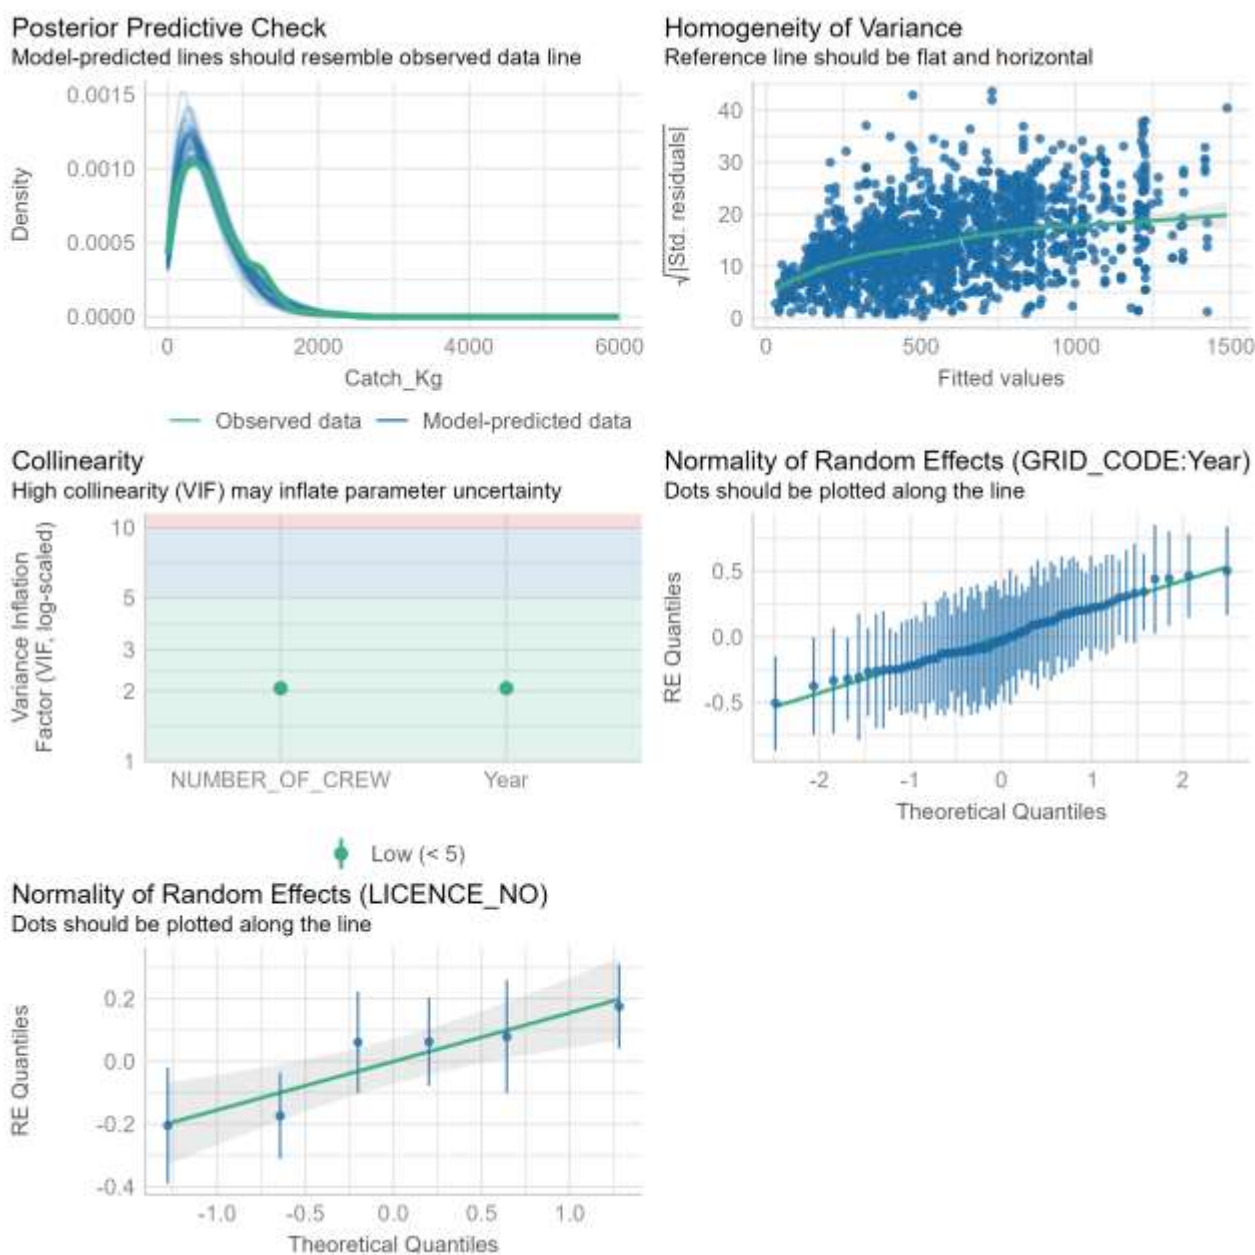 Posterior Predictive Check
Model-predicted lines should resemble observed data line
0.0015
0.0010
0.0005
0.0000
Density
0
2000
4000
6000
Catch_Kg
Observed data
Model-predicted data
Homogeneity of Variance
Reference line should be flat and horizontal
40
30
20
10
0
√|Std. residuals|
0
500
1000
1500
Fitted values
Collinearity
High collinearity (VIF) may inflate parameter uncertainty
10
5
3
2
1
Variance Inflation
Factor (VIF, log-scaled)
NUMBER_OF_CREW
Year
Low (< 5)
Normality of Random Effects (GRID_CODE:Year)
Dots should be plotted along the line
0.5
0.0
-0.5
RE Quantiles
-2
-1
0
1
2
Theoretical Quantiles
Normality of Random Effects (LICENCE_NO)
Dots should be plotted along the line
0.2
0.0
-0.2
-0.4
RE Quantiles
-1.0
-0.5
0.0
0.5
1.0
Theoretical Quantiles